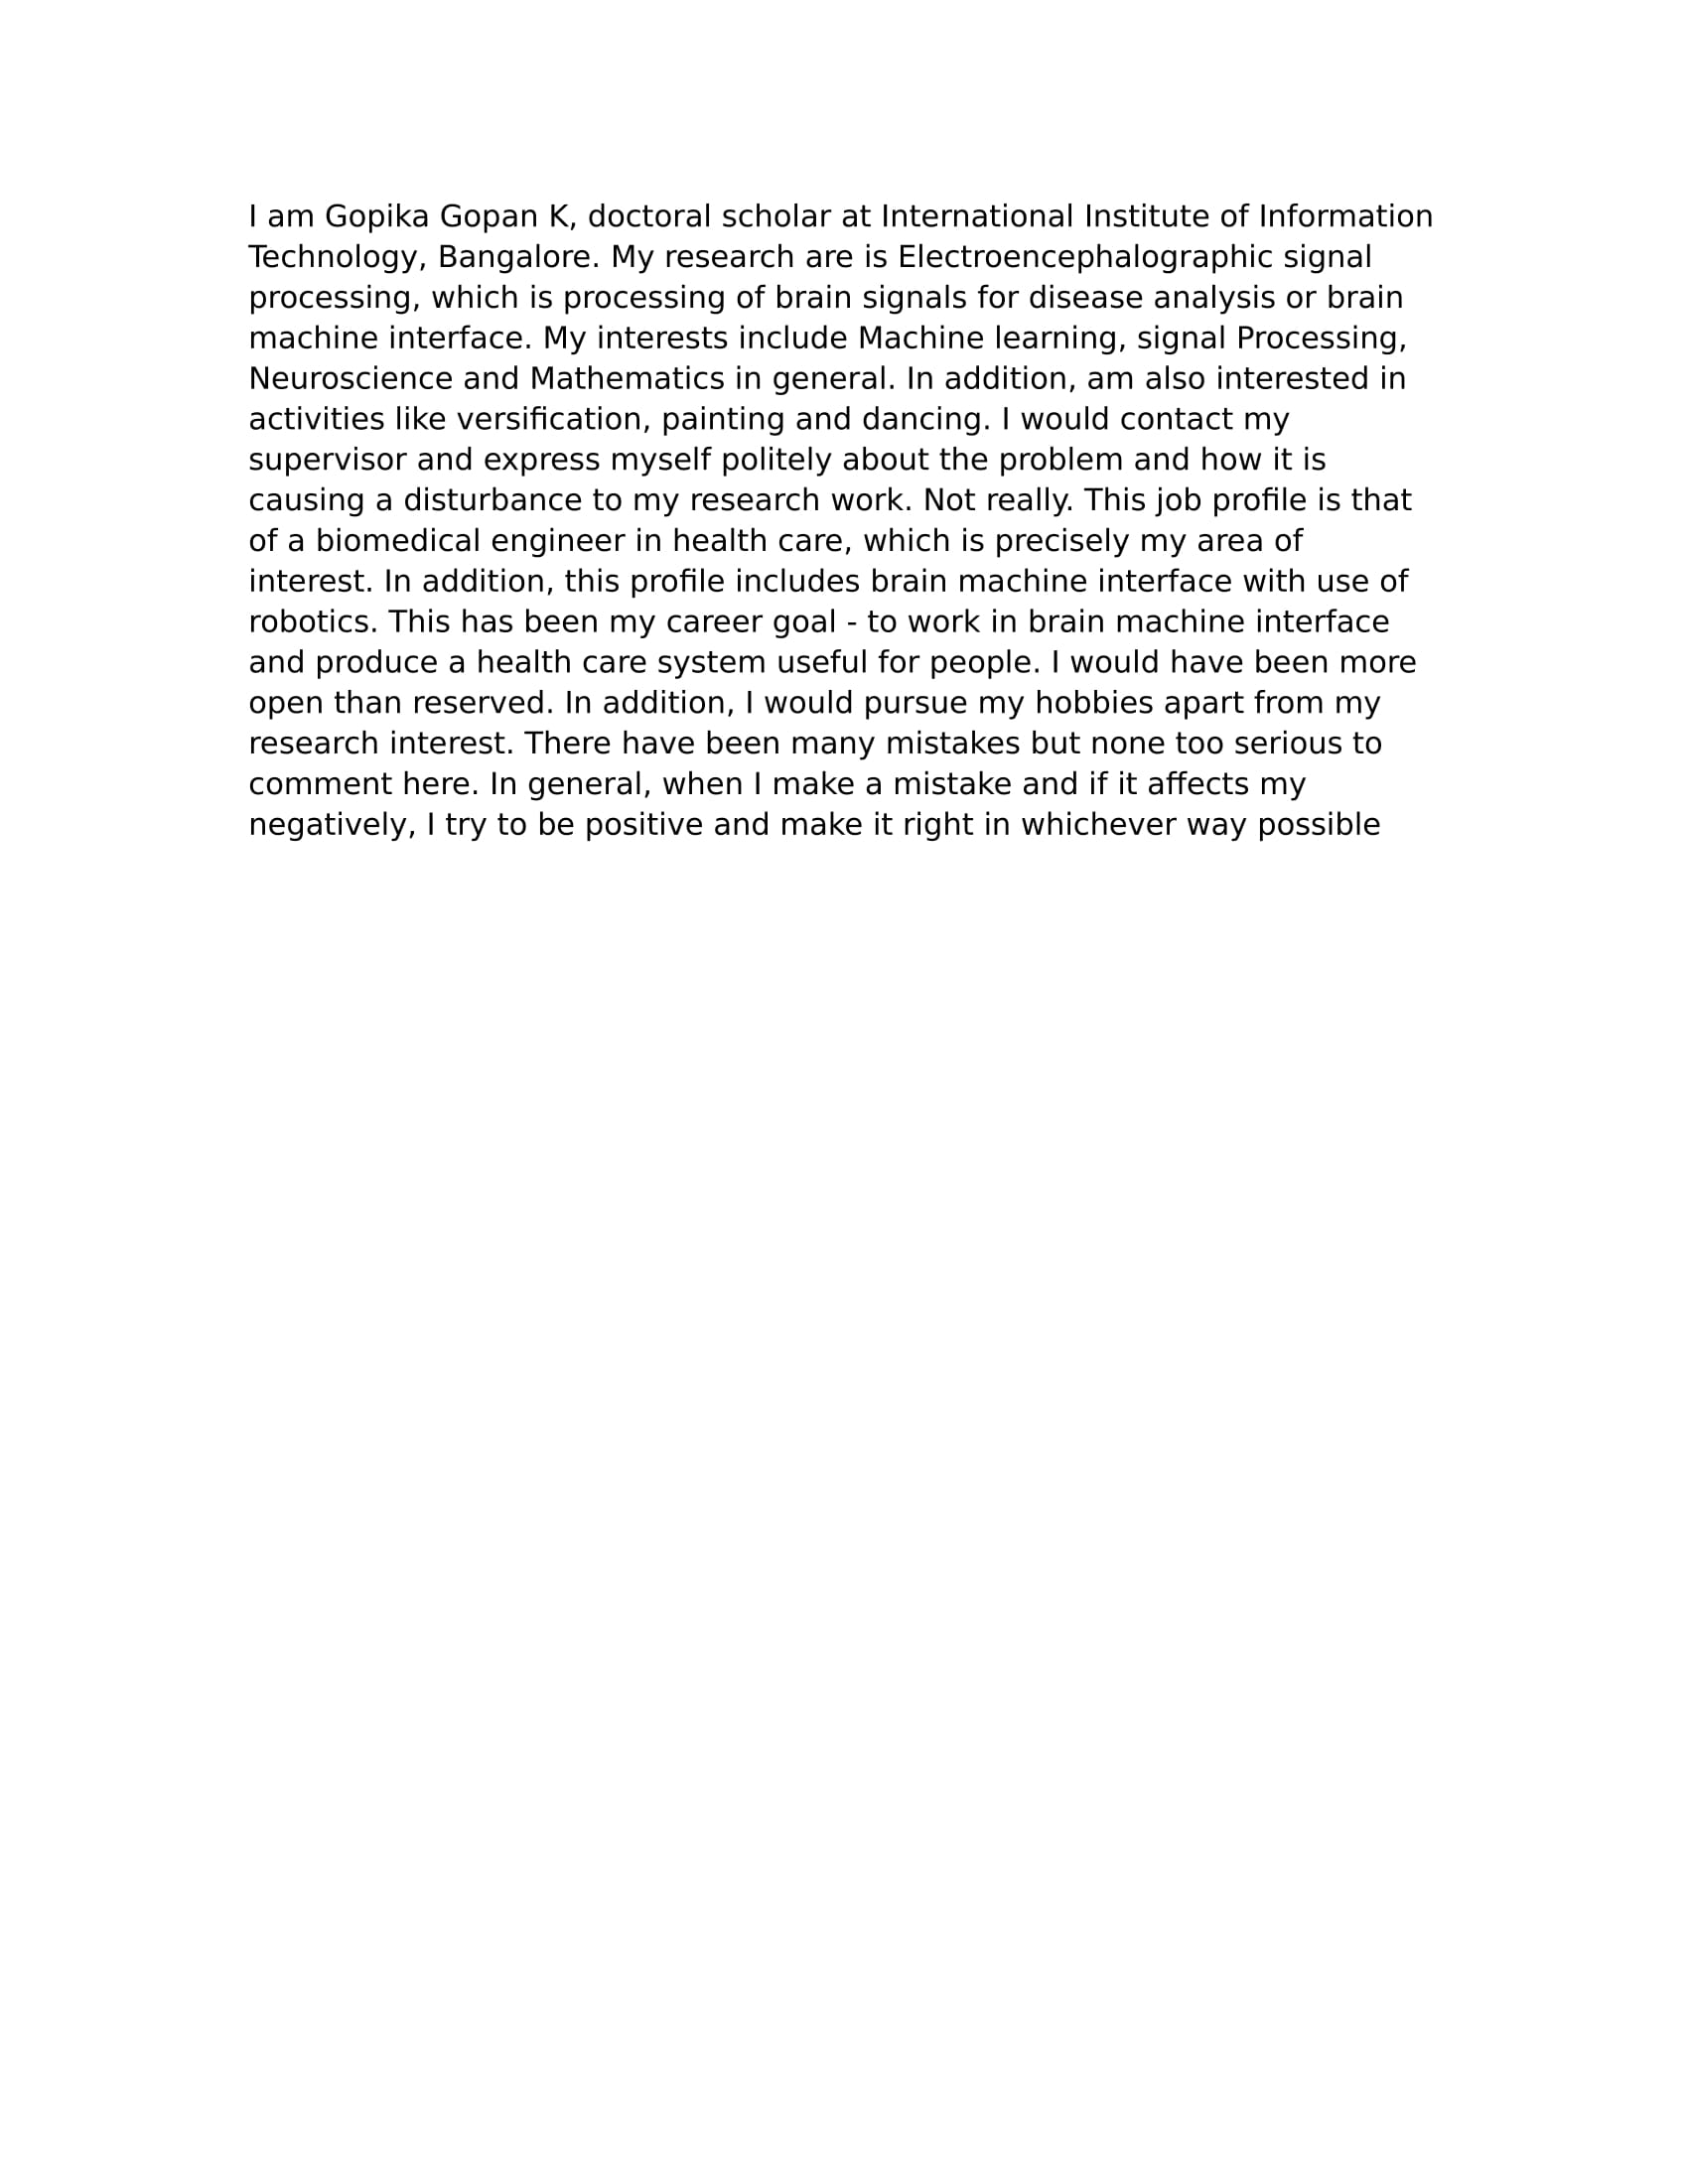 I am Gopika Gopan K, doctoral scholar at International Institute of Information
Technology, Bangalore. My research are is Electroencephalographic signal
processing, which is processing of brain signals for disease analysis or brain
machine interface. My interests include Machine learning, signal Processing,
Neuroscience and Mathematics in general. In addition, am also interested in
activities like versification, painting and dancing. I would contact my
supervisor and express myself politely about the problem and how it is
causing a disturbance to my research work. Not really. This job profile is that
of a biomedical engineer in health care, which is precisely my area of
interest. In addition, this profile includes brain machine interface with use of
robotics. This has been my career goal - to work in brain machine interface
and produce a health care system useful for people. I would have been more
open than reserved. In addition, I would pursue my hobbies apart from my
research interest. There have been many mistakes but none too serious to
comment here. In general, when I make a mistake and if it affects my
negatively, I try to be positive and make it right in whichever way possible